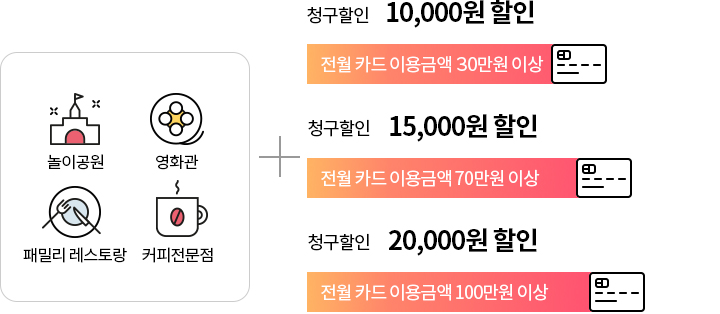 놀이공원
영화관
패밀리 레스토랑
커피전문점
청구할인 10,000원 할인
전월 카드 이용금액 30만원 이상
청구할인 15,000원 할인
전월 카드 이용금액 70만원 이상
청구할인 20,000원 할인
전월 카드 이용금액 100만원 이상